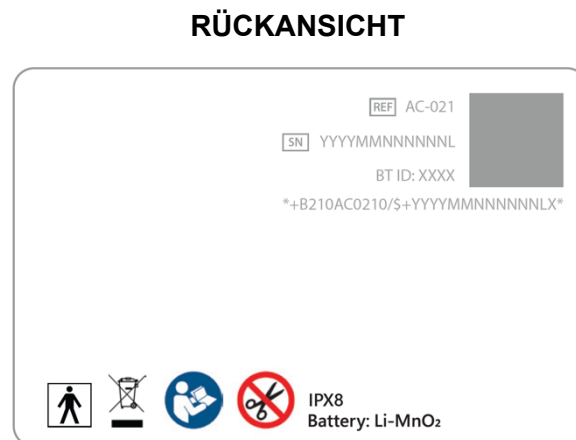 RÜCKANSICHT
REF AC-021
SN YYYYMMNNNNNNL
BT ID: XXXX
*+B210AC0210/$+YYYYMMNNNNNNLX*
IPX8
Battery: Li-MnO₂